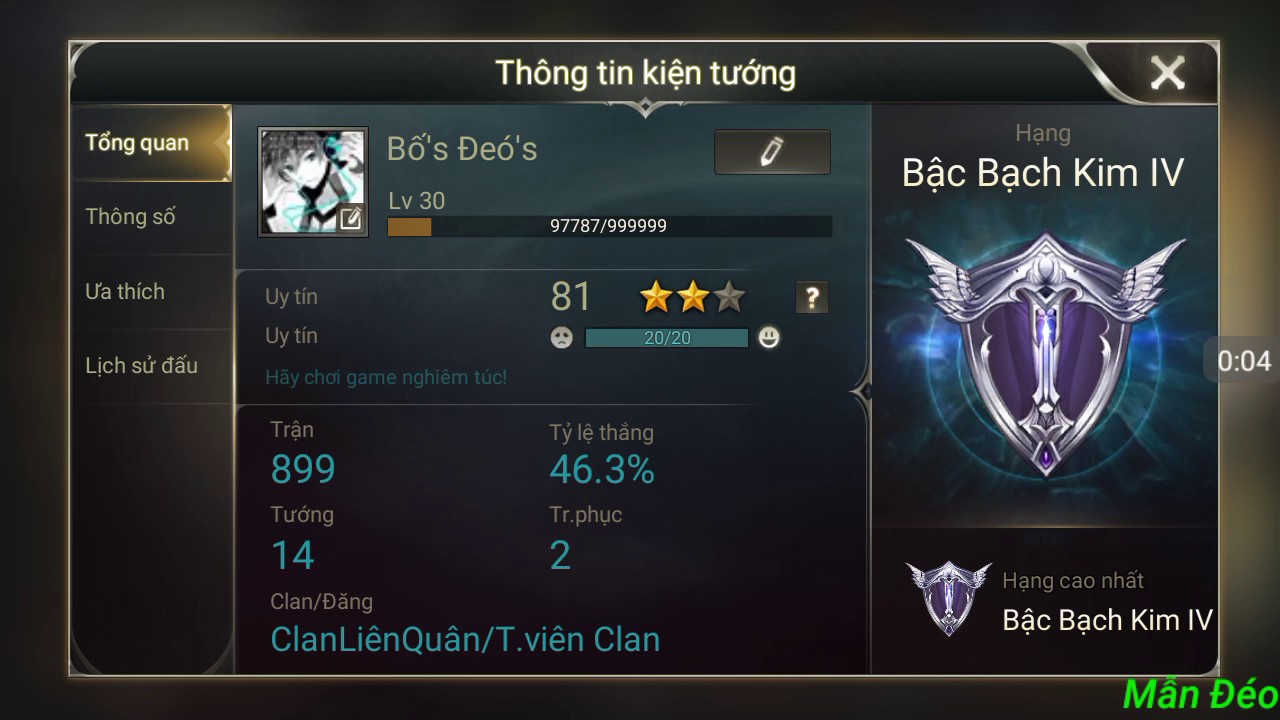 Thông tin kiện tướng
Tổng quan
Thông số
Ưa thích
Lịch sử đấu
Bố's Đeó's
Lv 30
97787/999999
Uy tín
81
?
Uy tín
20/20
Hãy chơi game nghiêm túc!
Trận
Tỷ lệ thắng
899
46.3%
Tướng
Tr.phục
14
2
Clan/Đăng
ClanLiênQuân/T.viên Clan
Hạng
Bậc Bạch Kim IV
0:04
Hạng cao nhất
Bậc Bạch Kim IV
Mẫn Đéo